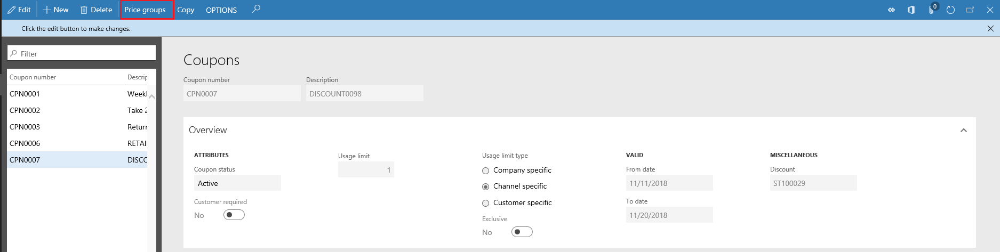 Edit New Delete Price groups Copy OPTIONS 0
Click the edit button to make changes.
Filter
Coupon number Descrip
CPN0001 Weekl
CPN0002 Take 2
CPN0003 Return
CPN0006 RETAI
CPN0007 DISCO
Coupons
Coupon number Description
CPN0007 DISCOUNT0098
Overview
ATTRIBUTES
Coupon status
Active
Customer required
No
Usage limit
1
Usage limit type
Company specific
Channel specific
Customer specific
Exclusive
No
VALID
From date
11/11/2018
To date
11/20/2018
MISCELLANEOUS
Discount
ST100029